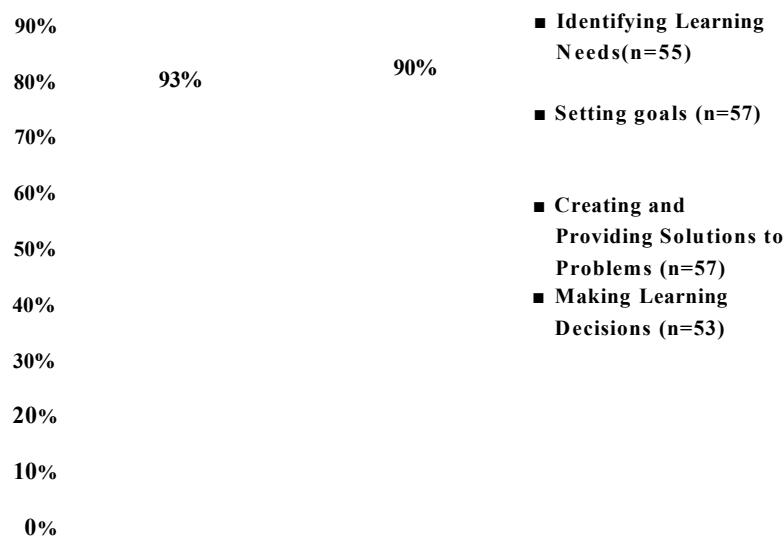 90%
80%
70%
60%
50%
40%
30%
20%
10%
0%
93%
90%
■ Identifying Learning
Needs(n=55)
■ Setting goals (n=57)
■ Creating and
Providing Solutions to
Problems (n=57)
■ Making Learning
Decisions (n=53)